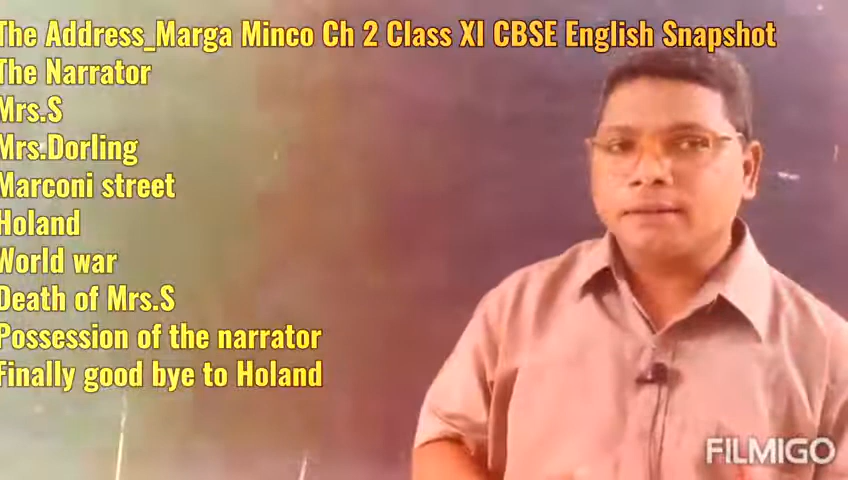 The Address_Marga Minco Ch 2 Class XI CBSE English Snapshot
The Narrator
Mrs.S
Mrs.Dorling
Marconi street
Holand
World war
Death of Mrs.S
Possession of the narrator
Finally good bye to Holand
FILMIGO